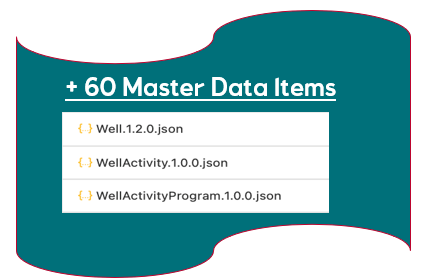 + 60 Master Data Items
{..} Well.1.2.0.json
{..} WellActivity.1.0.0.json
{..} WellActivityProgram.1.0.0.json